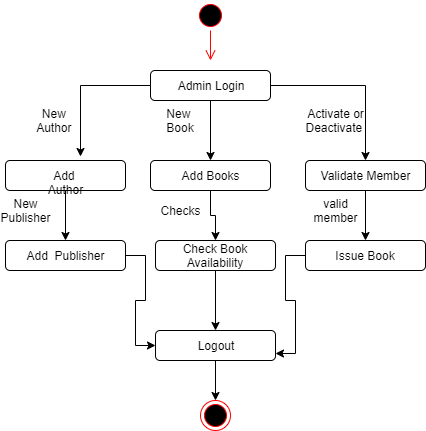 Admin Login
New
Author
New
Book
Activate or
Deactivate
Add
Author
Add Books
Validate Member
New
Publisher
Checks
valid
member
Add Publisher
Check Book
Availability
Issue Book
Logout